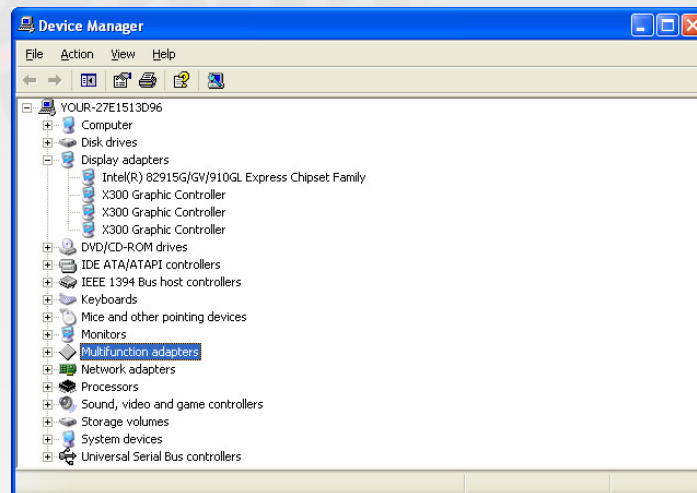 Device Manager
File Action View Help
YOUR-27E1513D96
Computer
Disk drives
Display adapters
Intel(R) 82915G/GV/910GL Express Chipset Family
X300 Graphic Controller
X300 Graphic Controller
X300 Graphic Controller
DVD/CD-ROM drives
IDE ATA/ATAPI controllers
IEEE 1394 Bus host controllers
Keyboards
Mice and other pointing devices
Monitors
Multifunction adapters
Network adapters
Processors
Sound, video and game controllers
Storage volumes
System devices
Universal Serial Bus controllers